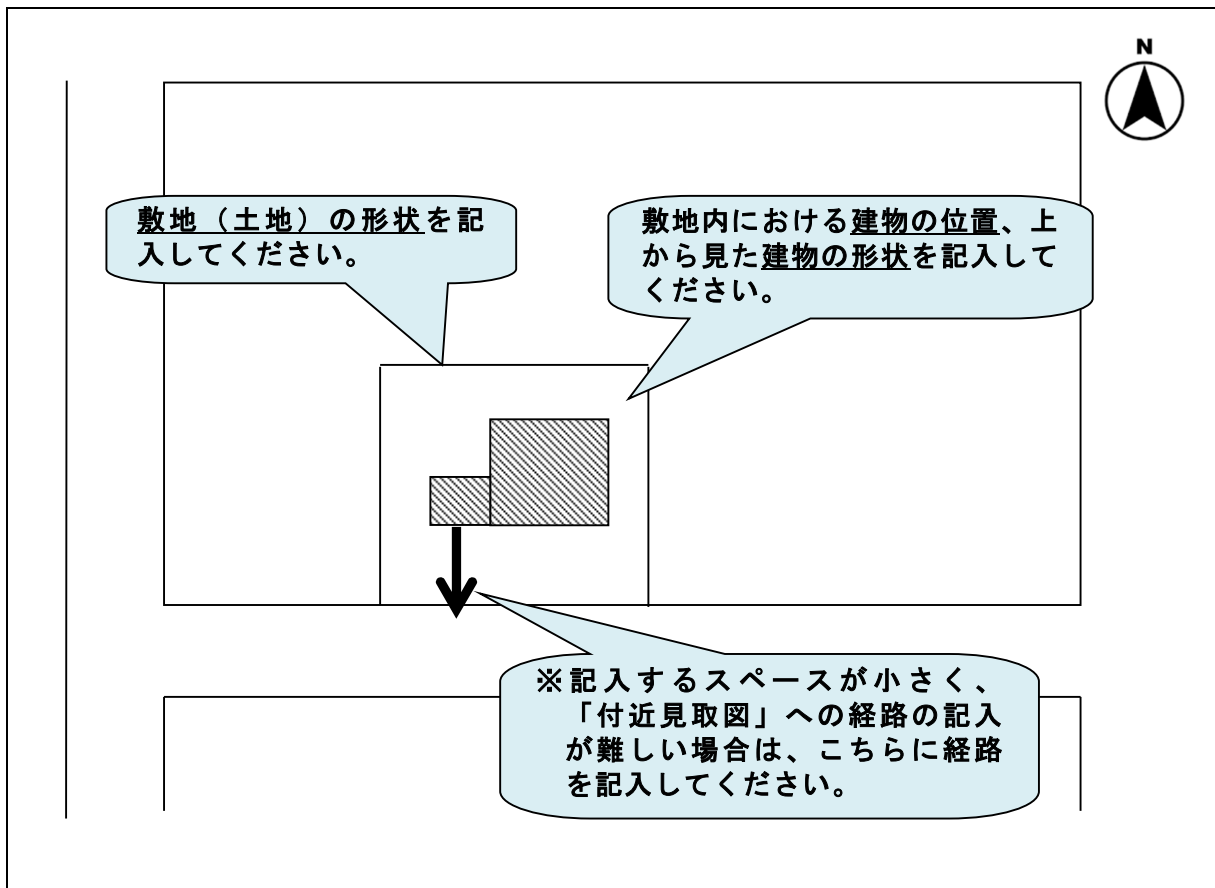 N
敷地（土地）の形状を記
入してください。
敷地内における建物の位置、上
から見た建物の形状を記入して
ください。
※記入するスペースが小さく、
「付近見取図」への経路の記入
が難しい場合は、こちらに経路
を記入してください。